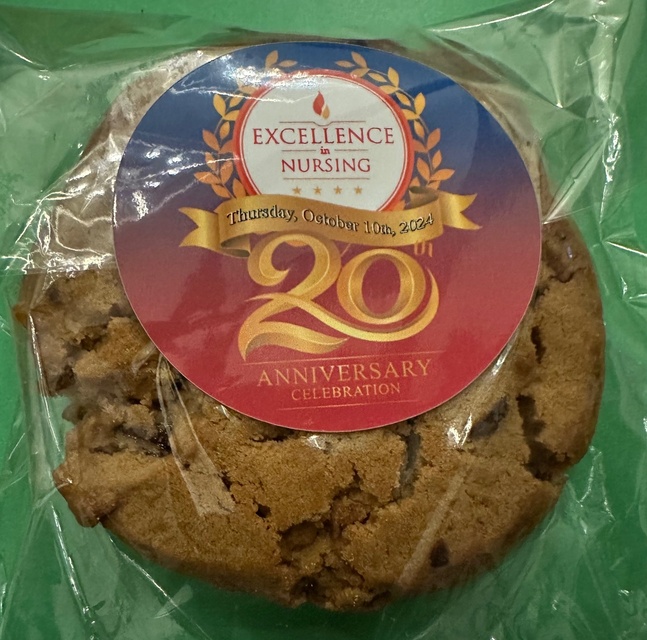 EXCELLENCE
in
NURSING
Thursday, October 10th, 2024
20th
ANNIVERSARY
CELEBRATION